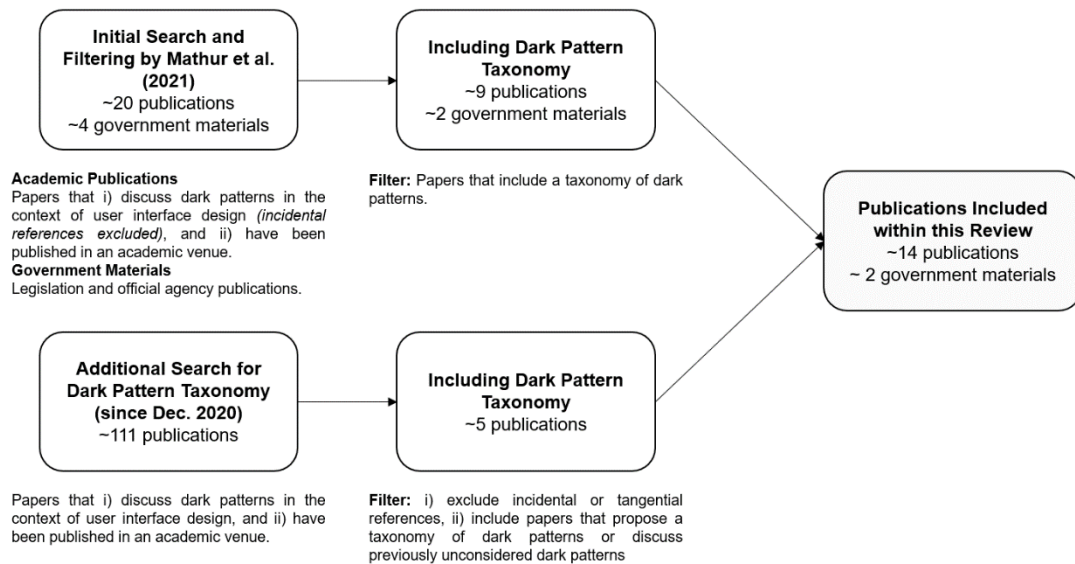 Initial Search and
Filtering by Mathur et al.
(2021)
~20 publications
~4 government materials
Including Dark Pattern
Taxonomy
~9 publications
~2 government materials
Academic Publications
Papers that i) discuss dark patterns in the
context of user interface design (incidental
references excluded), and ii) have been
published in an academic venue.
Government Materials
Legislation and official agency publications.
Filter: Papers that include a taxonomy of dark
patterns.
Publications Included
within this Review
~14 publications
~ 2 government materials
Additional Search for
Dark Pattern Taxonomy
(since Dec. 2020)
~111 publications
Including Dark Pattern
Taxonomy
~5 publications
Papers that i) discuss dark patterns in the
context of user interface design, and ii) have
been published in an academic venue.
Filter: i) exclude incidental or tangential
references, ii) include papers that propose a
taxonomy of dark patterns or discuss
previously unconsidered dark patterns